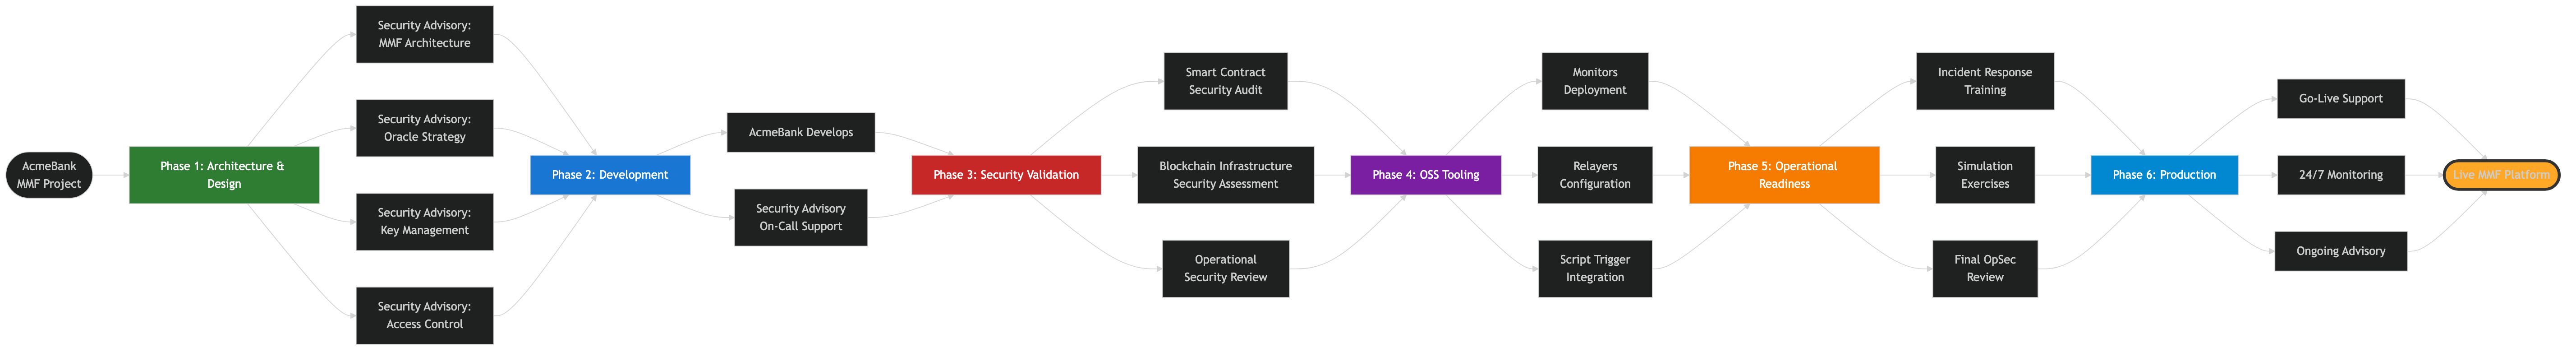 AcmeBank
MMF Project
Phase 1: Architecture &
Design
Security Advisory:
MMF Architecture
Security Advisory:
Oracle Strategy
Security Advisory:
Key Management
Security Advisory:
Access Control
Phase 2: Development
AcmeBank Develops
Security Advisory
On-Call Support
Phase 3: Security Validation
Smart Contract
Security Audit
Blockchain Infrastructure
Security Assessment
Operational
Security Review
Phase 4: OSS Tooling
Monitors
Deployment
Relayers
Configuration
Script Trigger
Integration
Phase 5: Operational
Readiness
Incident Response
Training
Simulation
Exercises
Final OpSec
Review
Phase 6: Production
Go-Live Support
24/7 Monitoring
Ongoing Advisory
Live MMF Platform